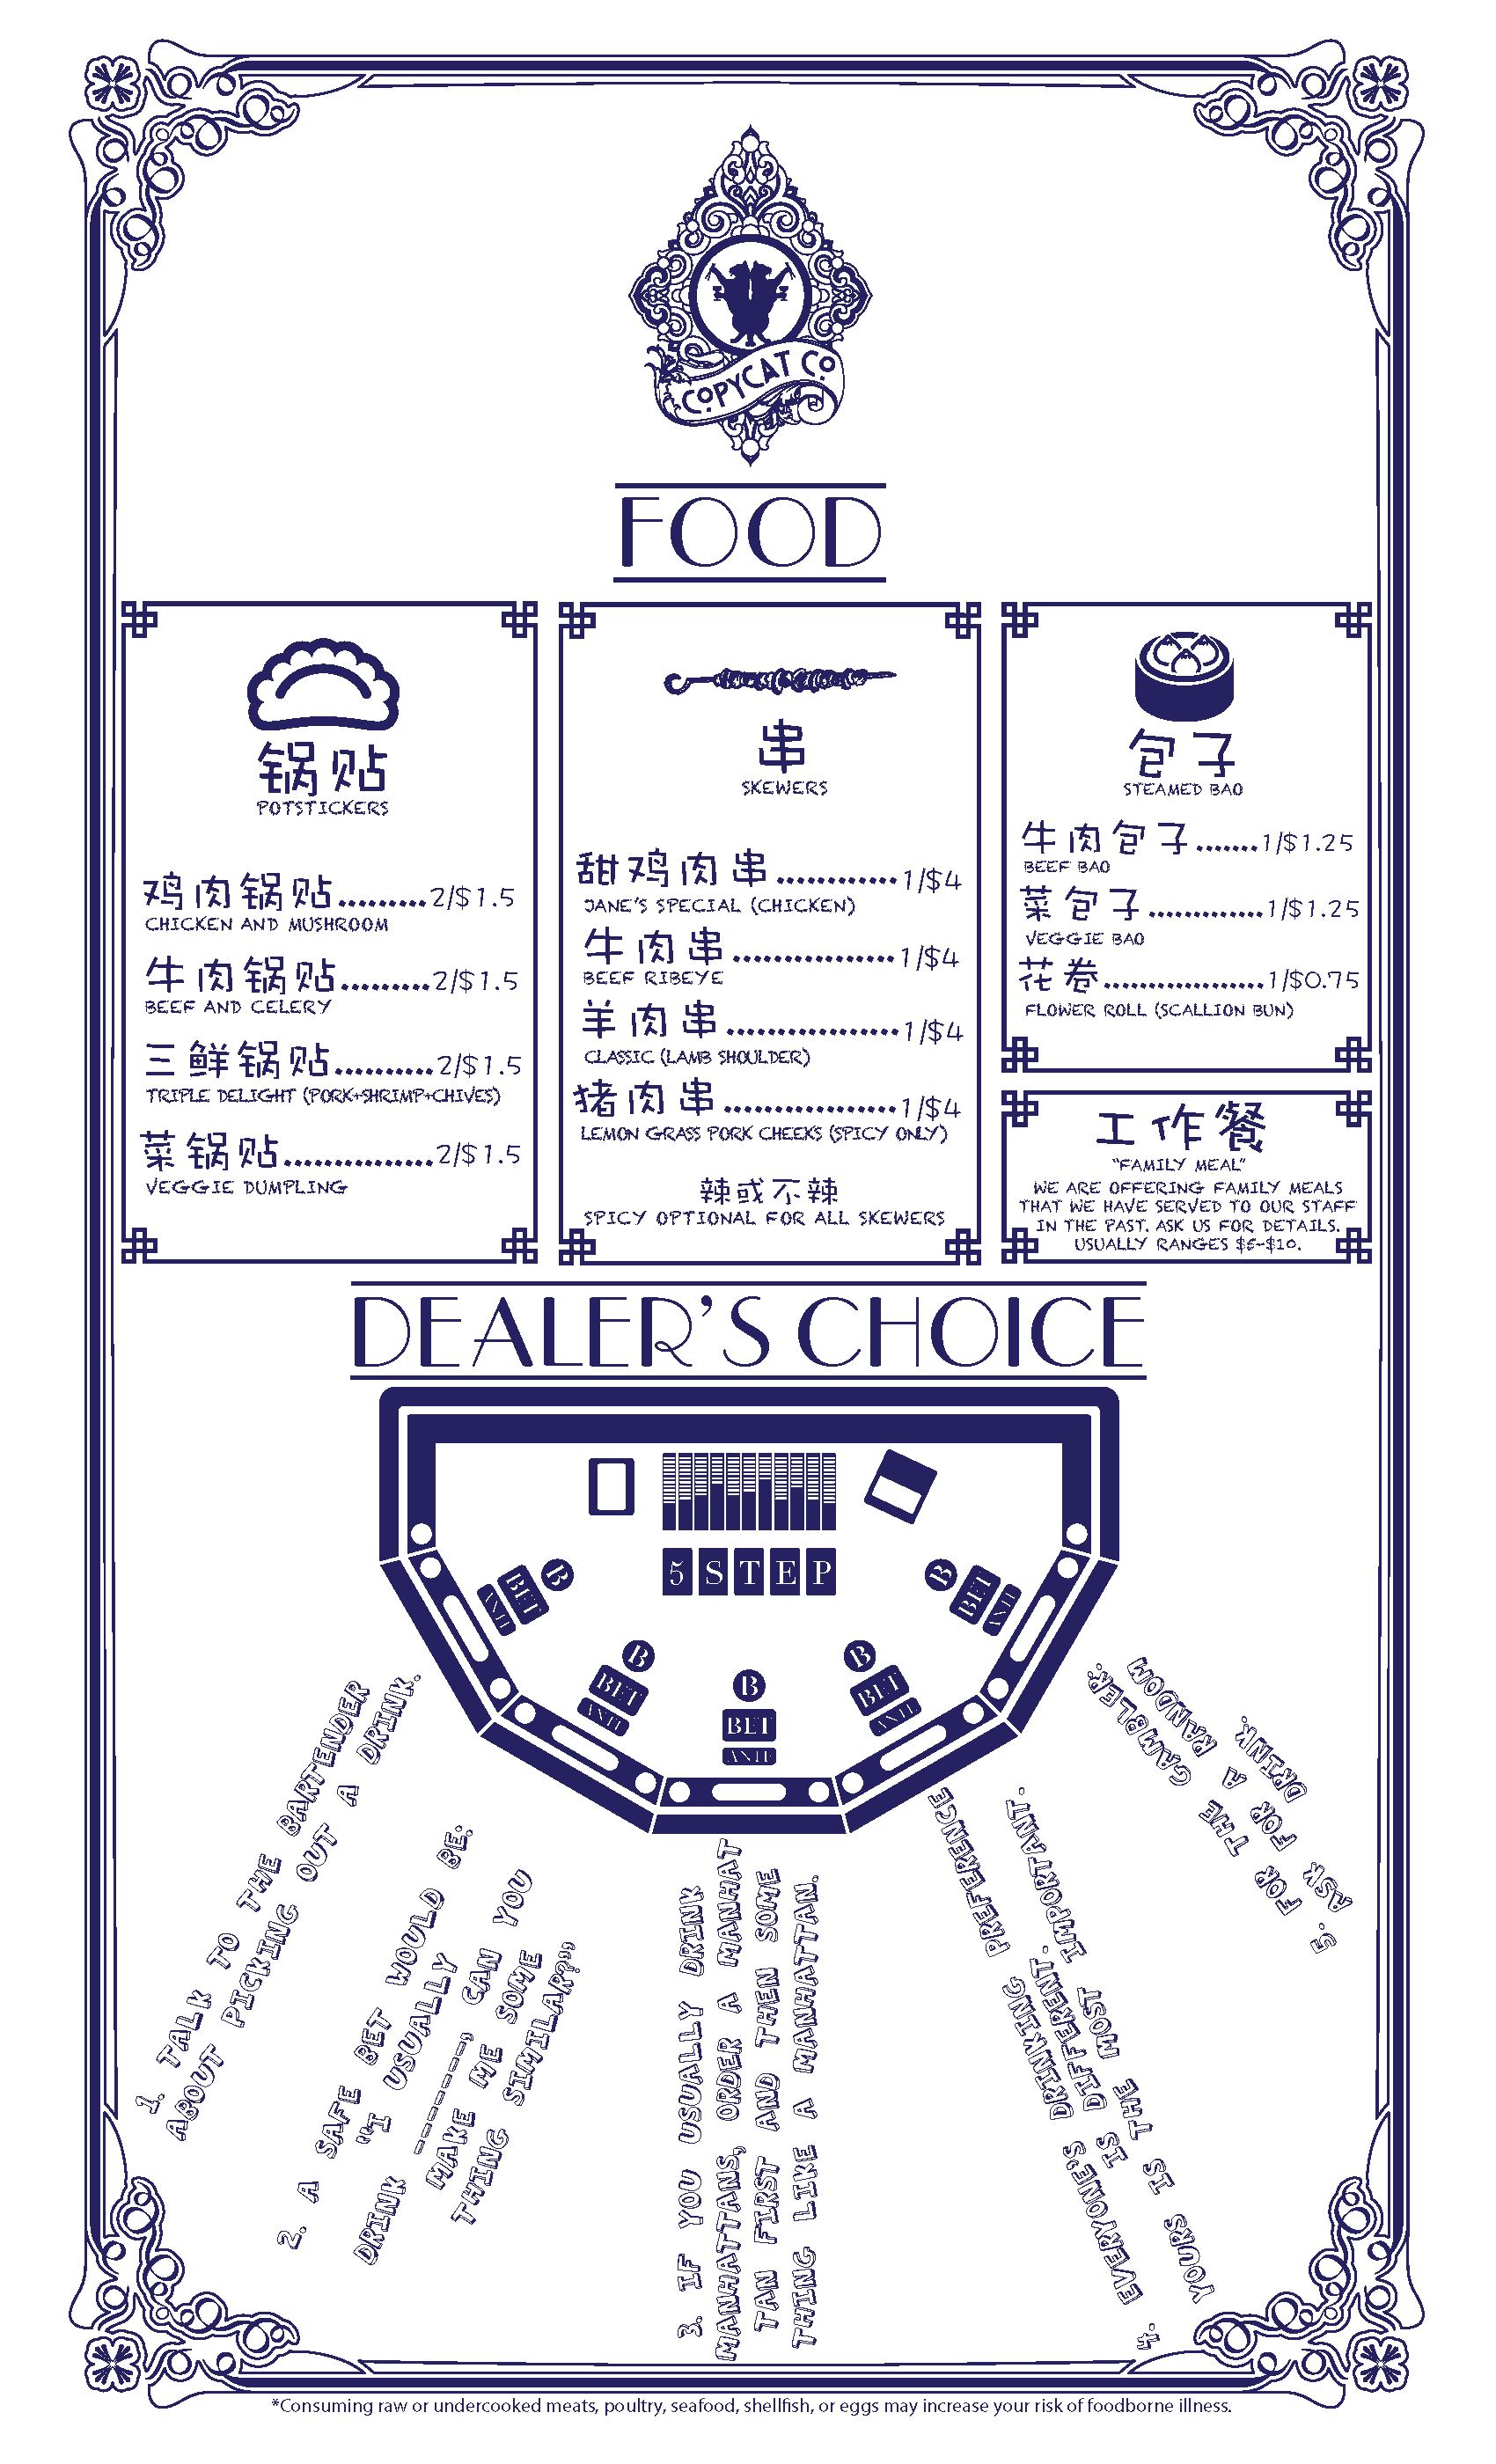 COPYCAT CO
FOOD
锅贴
POTSTICKERS
鸡肉锅贴.........2/$1.5
CHICKEN AND MUSHROOM
牛肉锅贴.........2/$1.5
BEEF AND CELERY
三鲜锅贴..........2/$1.5
TRIPLE DELIGHT (PORK+SHRIMP+CHIVES)
菜锅贴...............2/$1.5
VEGGIE DUMPLING
串
SKEWERS
甜鸡肉串............1/$4
JANE'S SPECIAL (CHICKEN)
牛肉串................1/$4
BEEF RIBEYE
羊肉串.................1/$4
CLASSIC (LAMB SHOULDER)
猪肉串.................1/$4
LEMON GRASS PORK CHEEKS (SPICY ONLY)
辣或不辣
SPICY OPTIONAL FOR ALL SKEWERS
包子
STEAMED BAO
牛肉包子.......1/$1.25
BEEF BAO
菜包子.............1/$1.25
VEGGIE BAO
花卷..................1/$0.75
FLOWER ROLL (SCALLION BUN)
工作餐
"FAMILY MEAL"
WE ARE OFFERING FAMILY MEALS
THAT WE HAVE SERVED TO OUR STAFF
IN THE PAST. ASK US FOR DETAILS.
USUALLY RANGES $5-$10.
DEALER'S CHOICE
5 STEP
B
BET
ANTE
B
BET
ANTE
B
BET
ANTE
B
BET
ANTE
B
BET
ANTE
1. TALK TO THE BARTENDER
ABOUT PICKING OUT A DRINK.
2. A SAFE BET WOULD BE:
"I USUALLY
DRINK --------, CAN YOU
MAKE ME SOME
THING SIMILAR?"
3. IF YOU USUALLY DRINK
MANHATTANS, ORDER A MANHAT
TAN FIRST AND THEN SOME
THING LIKE A MANHATTAN.
4. EVERYONE'S DRINKING PREFERENCE
IS DIFFERENT.
YOURS IS THE MOST IMPORTANT.
5. FOR THE GAMBLER.
ASK FOR A RANDOM
DRINK.
*Consuming raw or undercooked meats, poultry, seafood, shellfish, or eggs may increase your risk of foodborne illness.